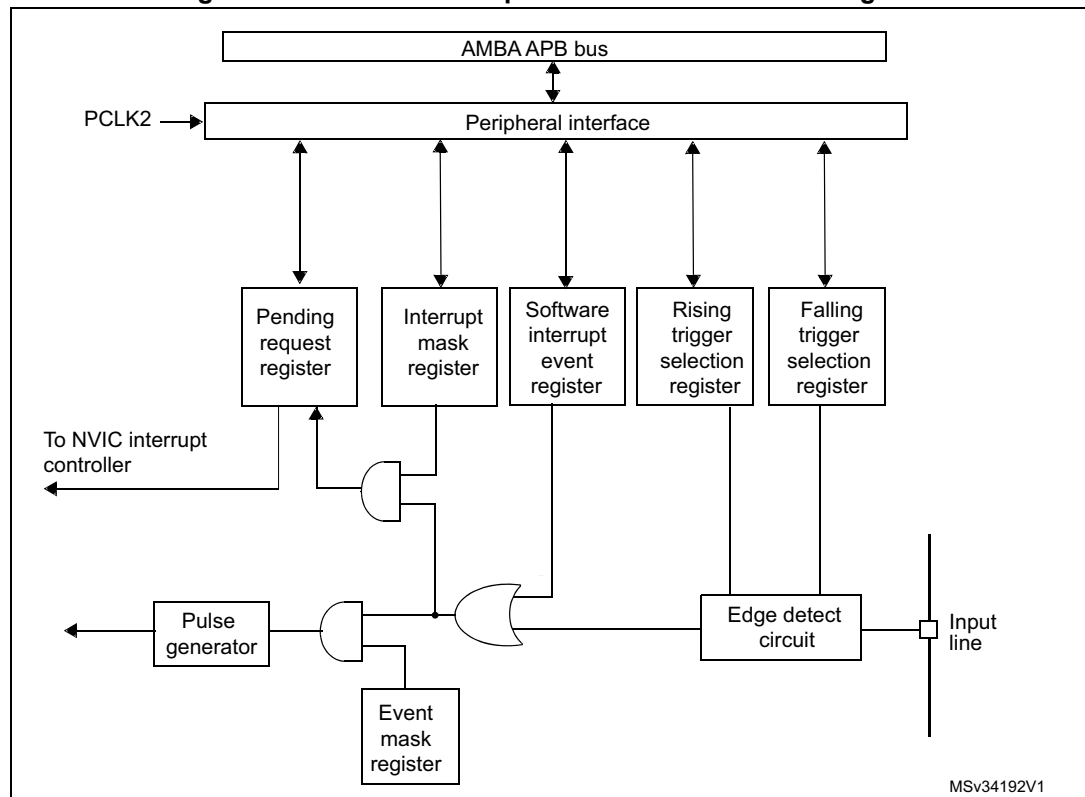 AMBA APB bus
PCLK2
Peripheral interface
Pending
request
register
Interrupt
mask
register
Software
interrupt
event
register
Rising
trigger
selection
register
Falling
trigger
selection
register
To NVIC interrupt
controller
Pulse
generator
Event
mask
register
Edge detect
circuit
Input
line
MSv34192V1